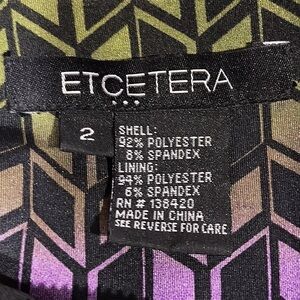 ETCETERA
2
SHELL:
92% POLYESTER
8% SPANDEX
LINING:
94% POLYESTER
6% SPANDEX
RN # 138420
MADE IN CHINA
SEE REVERSE FOR CARE